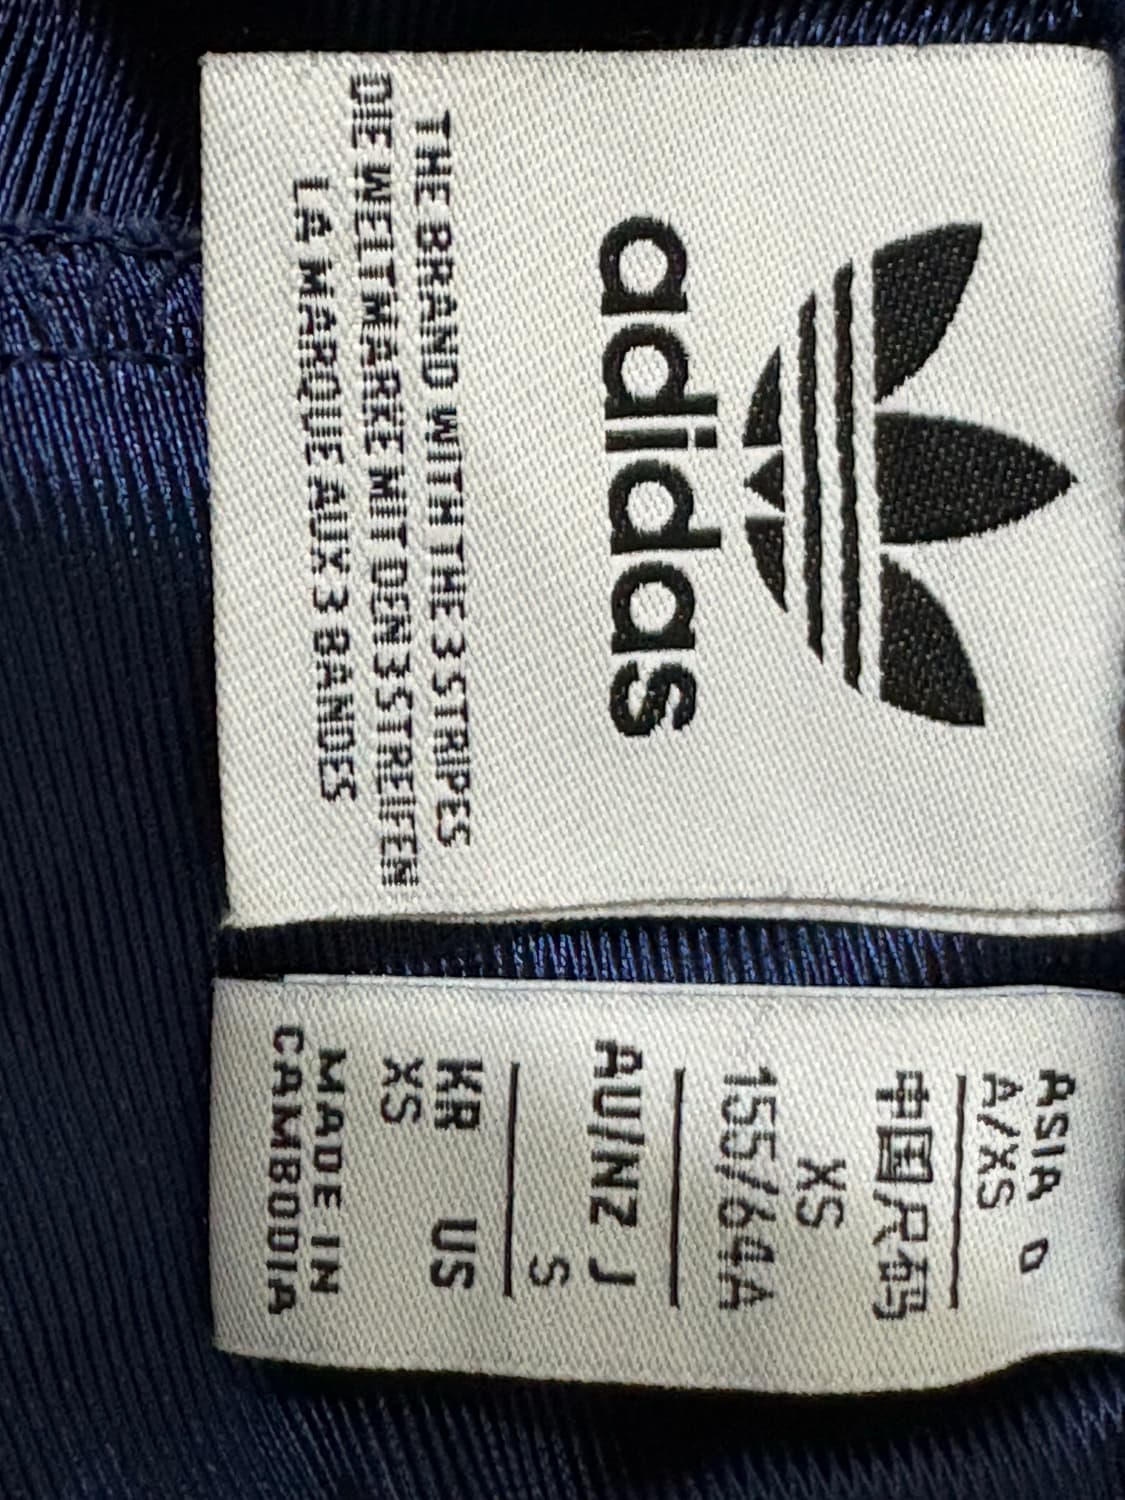 adidas
THE BRAND WITH THE 3 STRIPES
DIE WELTMARKE MIT DEN 3 STREIFEN
LA MARQUE AUX 3 BANDES
ASIA D
A/XS
中国尺码
XS
155/64A
AU/NZ J
S
KR US
XS
MADE IN
CAMBODIA